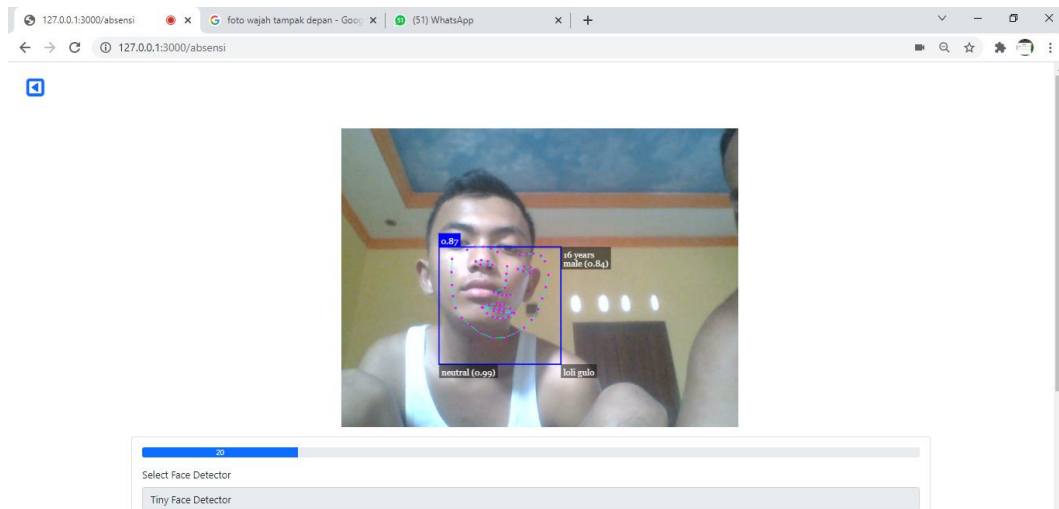 127.0.0.1:3000/absensi
foto wajah tampak depan - Goog
(51) WhatsApp
127.0.0.1:3000/absensi
0.87
16 years
male (0.84)
neutral (0.99)
loli gulo
20
Select Face Detector
Tiny Face Detector